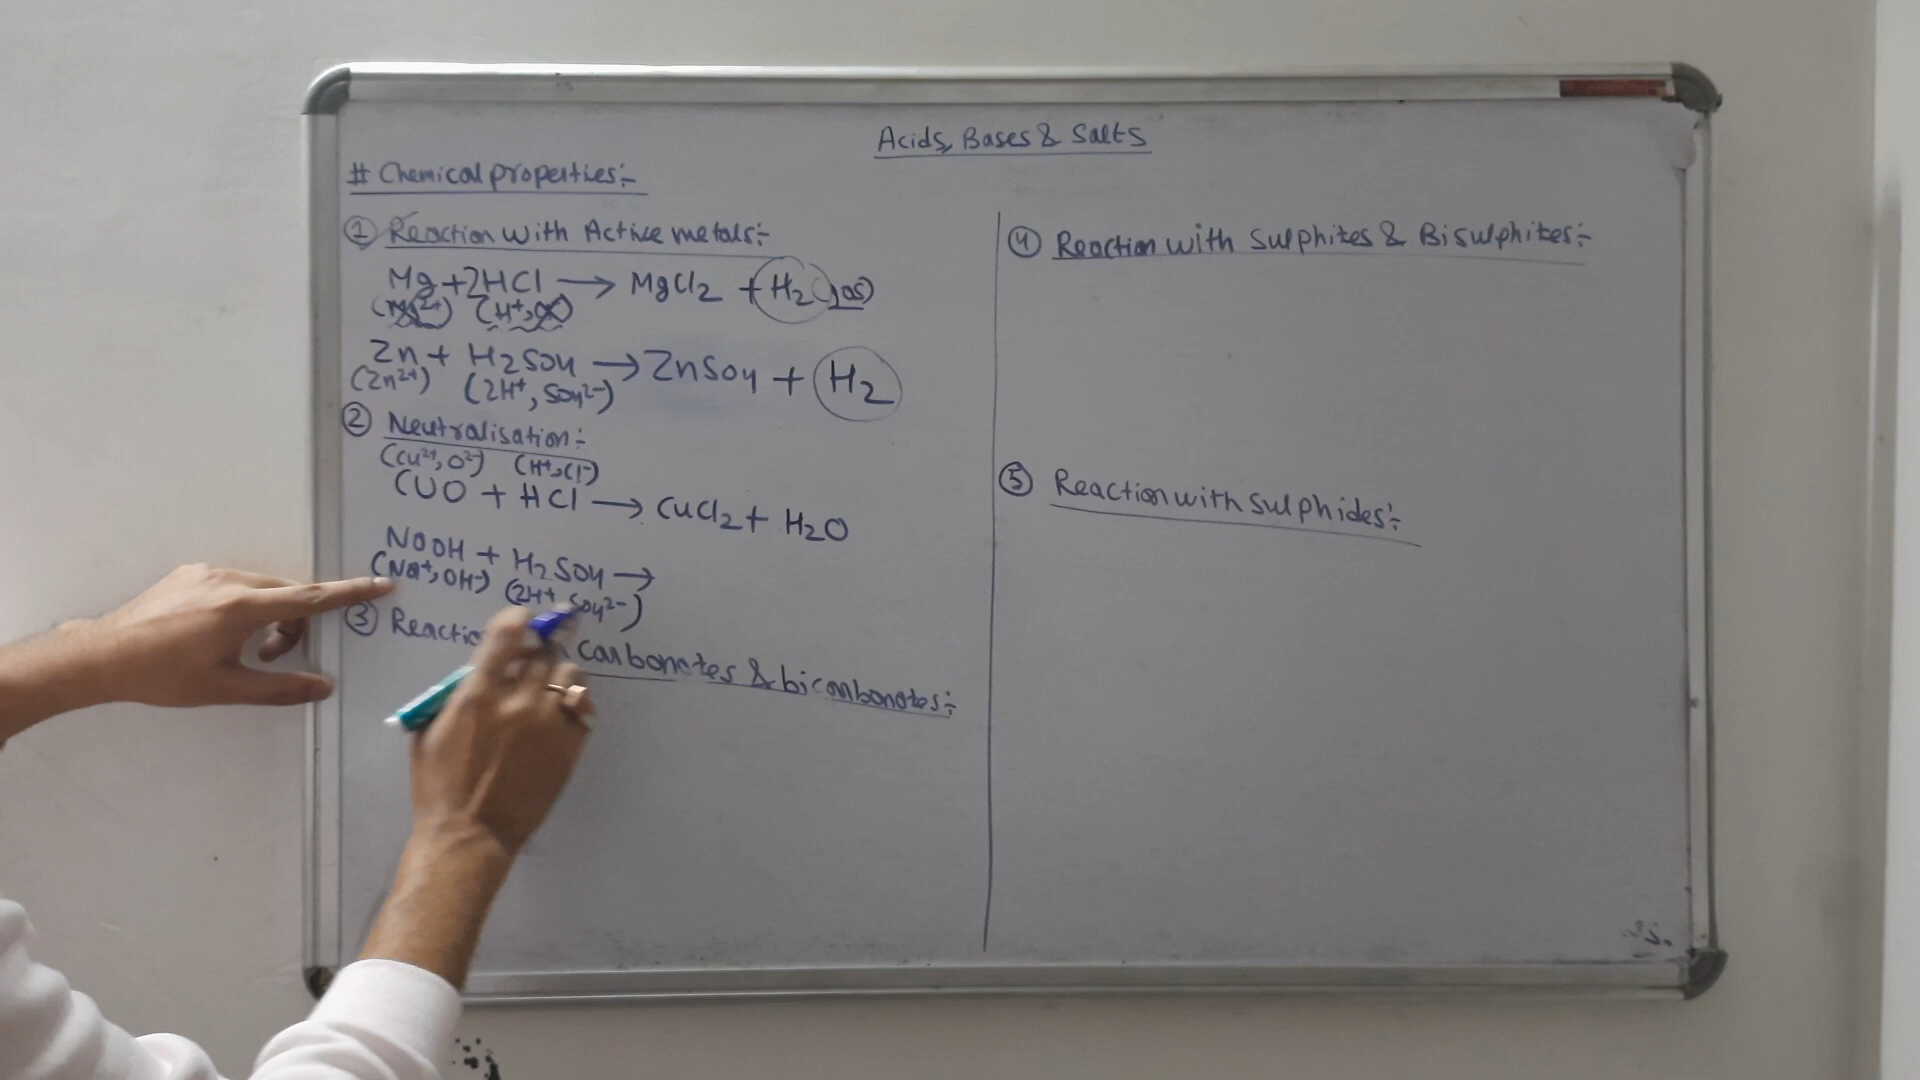 Acids, Bases & Salts
# Chemical properties:-
① Reaction with Active metals:-
Mg + 2HCl → MgCl2 + H2 (gas)
(Mg2+) (H+, Cl-)
Zn + H2SO4 → ZnSO4 + H2
(Zn2+) (2H+, SO42-)
② Neutralisation:-
(Cu2+, O2-) (H+, Cl-)
CuO + HCl → CuCl2 + H2O
NaOH + H2SO4 →
(Na+, OH-) (2H+ SO42-)
③ Reactio carbonates & bicarbonates:-
④ Reaction with Sulphites & Bisulphites:-
⑤ Reaction with Sulphides:-